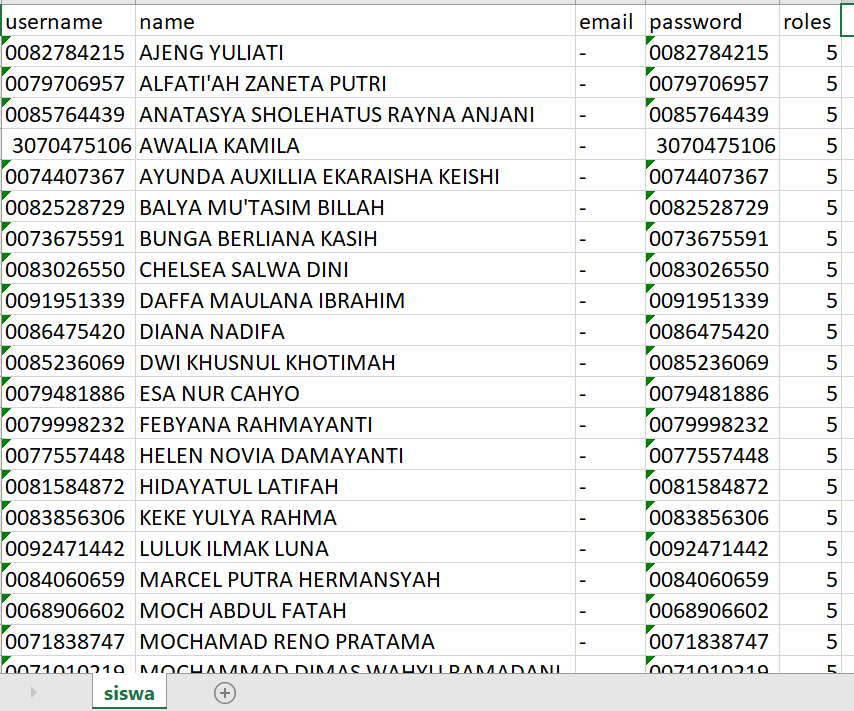 username name email password roles
0082784215 AJENG YULIATI - 0082784215 5
0079706957 ALFATI'AH ZANETA PUTRI - 0079706957 5
0085764439 ANATASYA SHOLEHATUS RAYNA ANJANI - 0085764439 5
3070475106 AWALIA KAMILA - 3070475106 5
0074407367 AYUNDA AUXILLIA EKARAISHA KEISHI - 0074407367 5
0082528729 BALYA MU'TASIM BILLAH - 0082528729 5
0073675591 BUNGA BERLIANA KASIH - 0073675591 5
0083026550 CHELSEA SALWA DINI - 0083026550 5
0091951339 DAFFA MAULANA IBRAHIM - 0091951339 5
0086475420 DIANA NADIFA - 0086475420 5
0085236069 DWI KHUSNUL KHOTIMAH - 0085236069 5
0079481886 ESA NUR CAHYO - 0079481886 5
0079998232 FEBYANA RAHMAYANTI - 0079998232 5
0077557448 HELEN NOVIA DAMAYANTI - 0077557448 5
0081584872 HIDAYATUL LATIFAH - 0081584872 5
0083856306 KEKE YULYA RAHMA - 0083856306 5
0092471442 LULUK ILMAK LUNA - 0092471442 5
0084060659 MARCEL PUTRA HERMANSYAH - 0084060659 5
0068906602 MOCH ABDUL FATAH - 0068906602 5
0071838747 MOCHAMAD RENO PRATAMA - 0071838747 5
0071010219 MOCHAMMAD DIMAS WAHYU RAMADANI 0071010219 5
siswa